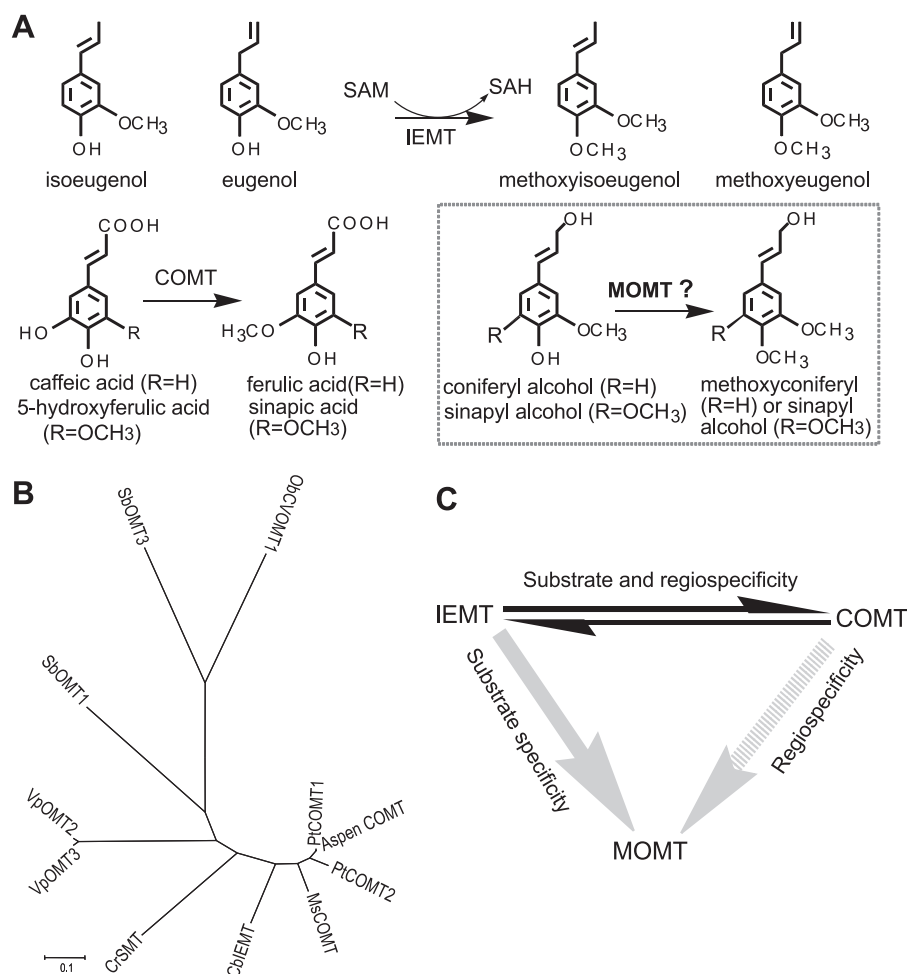 A
OCH3
OH
isoeugenol
OCH3
OH
eugenol
SAM
SAH
IEMT
OCH3
OCH3
methoxyisoeugenol
OCH3
OCH3
methoxyeugenol
COOH
HO
R
OH
caffeic acid (R=H)
5-hydroxyferulic acid
(R=OCH3)
COMT
COOH
H3CO
R
OH
ferulic acid(R=H)
sinapic acid
(R=OCH3)
OH
R
OCH3
OH
coniferyl alcohol (R=H)
sinapyl alcohol (R=OCH3)
MOMT ?
OH
R
OCH3
OCH3
methoxyconiferyl
(R=H) or sinapyl
alcohol (R=OCH3)
B
SbOMT3
ObCVOMT1
SbOMT1
VpOMT2
VpOMT3
CrSMT
CbIEMT
MsCOMT
PtCOMT2
Aspen COMT
PtCOMT1
0.1
C
Substrate and regiospecificity
IEMT
COMT
Substrate specificity
Regiospecificity
MOMT